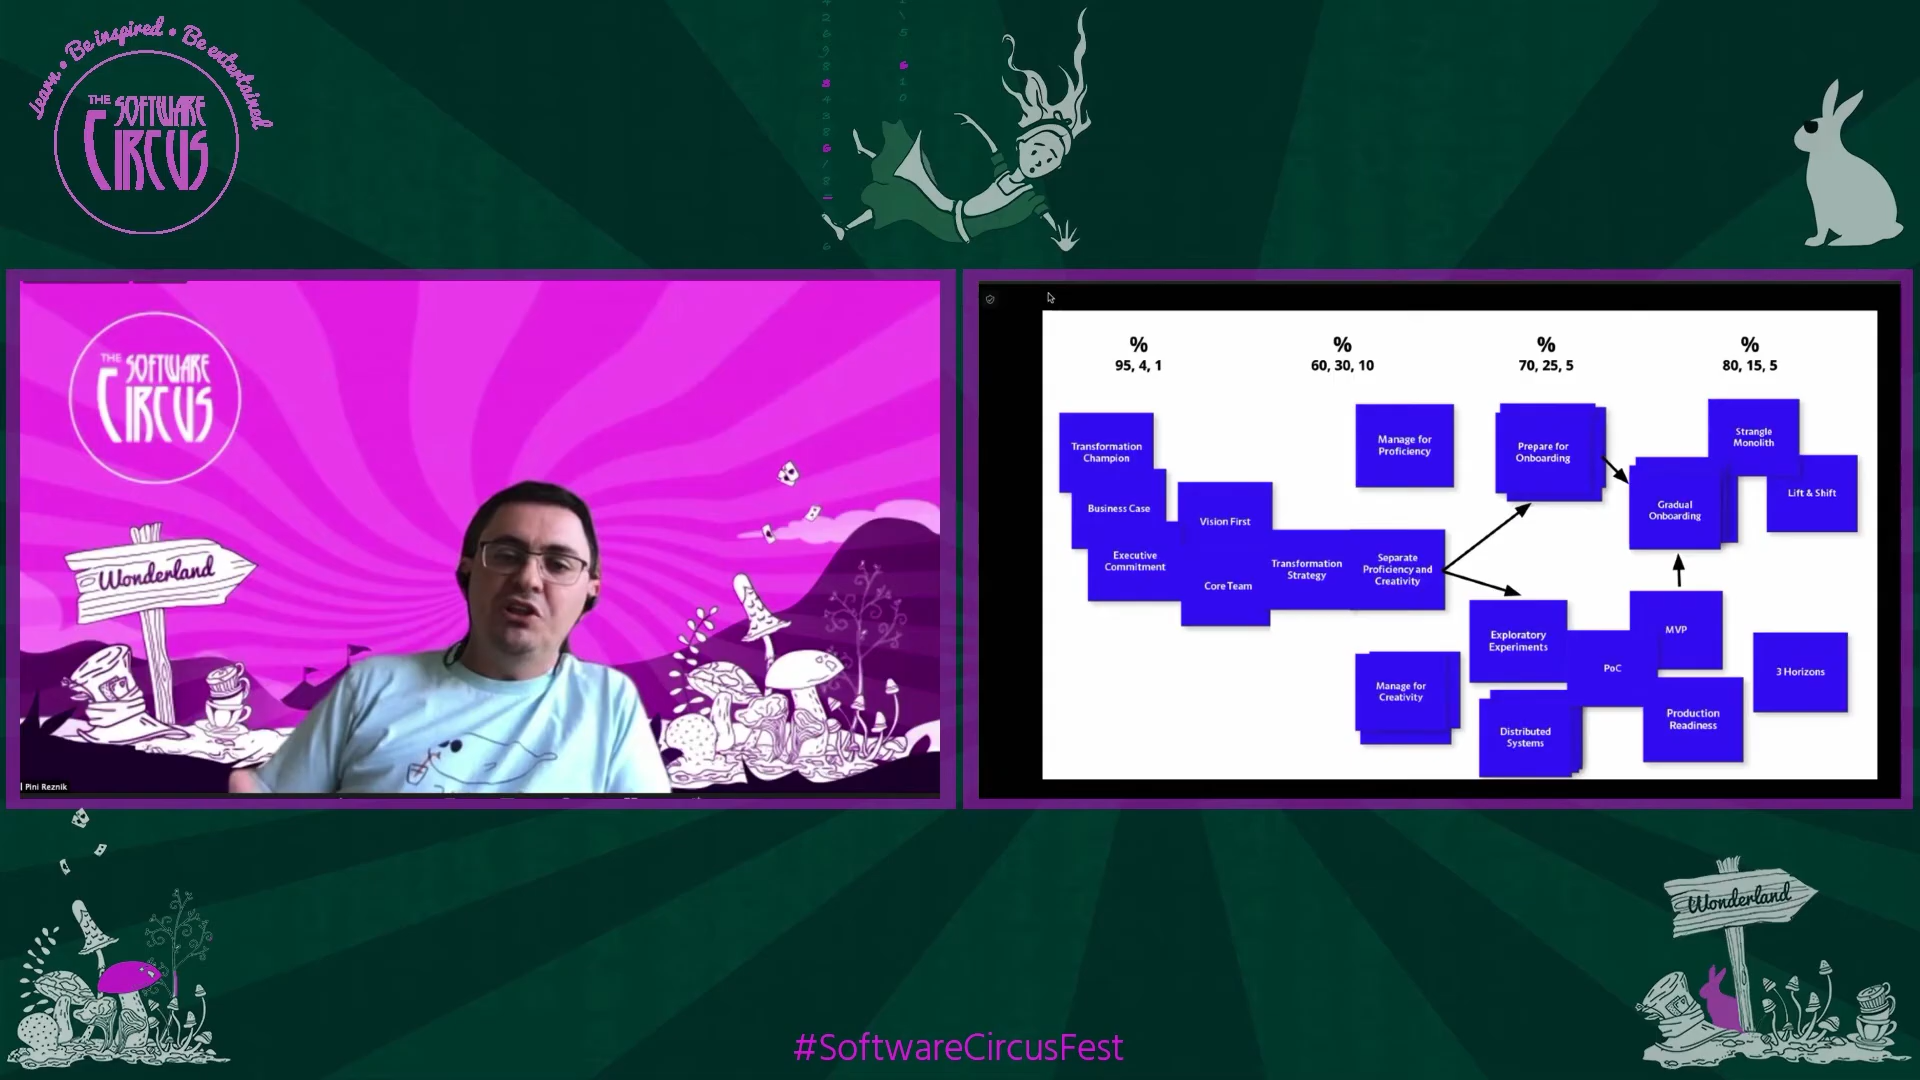 Learn • Be inspired • Be entertained
THE
SOFTWARE
CIRCUS
THE
SOFTWARE
CIRCUS
Wonderland
Pini Reznik
%
95, 4, 1
%
60, 30, 10
%
70, 25, 5
%
80, 15, 5
Transformation
Champion
Business Case
Executive
Commitment
Vision First
Core Team
Transformation
Strategy
Separate
Proficiency and
Creativity
Manage for
Proficiency
Manage for
Creativity
Prepare for
Onboarding
Exploratory
Experiments
Distributed
Systems
PoC
Gradual
Onboarding
MVP
Production
Readiness
Strangle
Monolith
Lift & Shift
3 Horizons
Wonderland
#SoftwareCircusFest